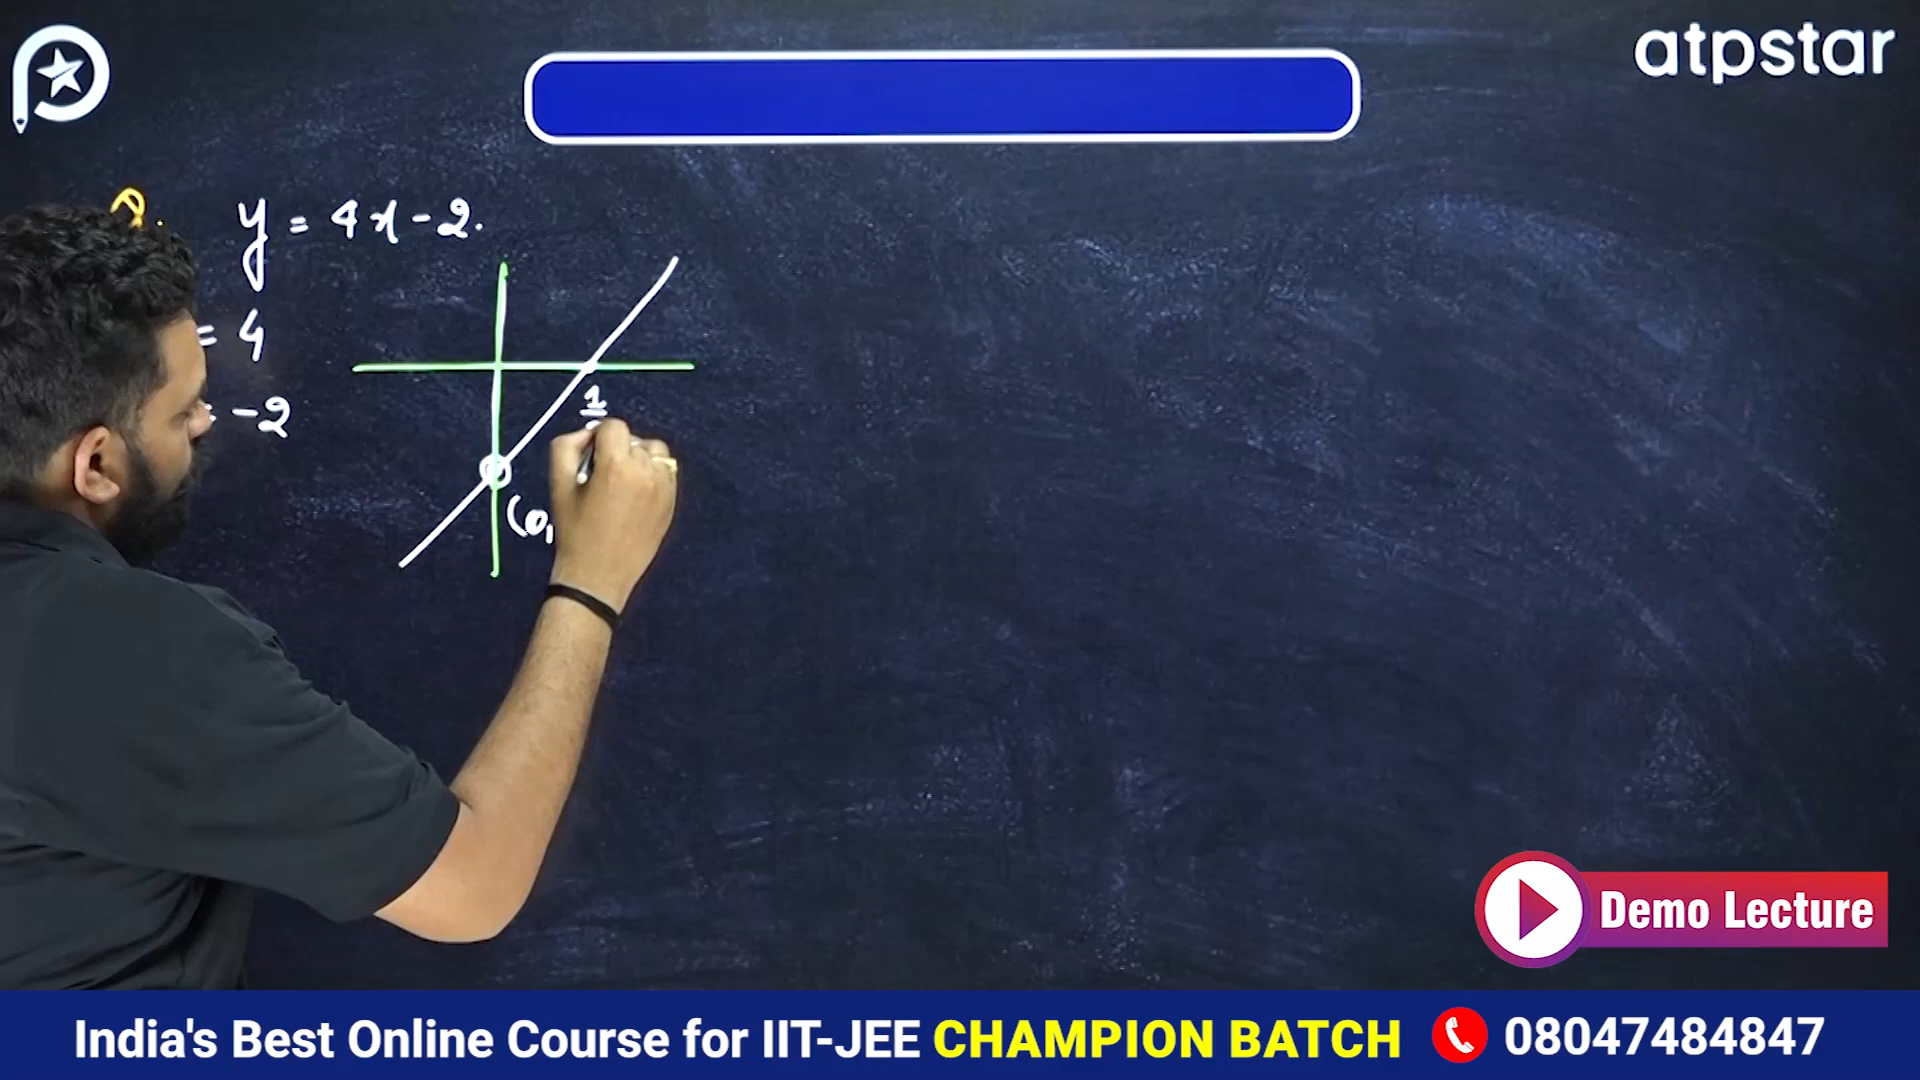 atpstar
y = 4x - 2.
= 4
= -2
1
(0,
Demo Lecture
India's Best Online Course for IIT-JEE CHAMPION BATCH 08047484847